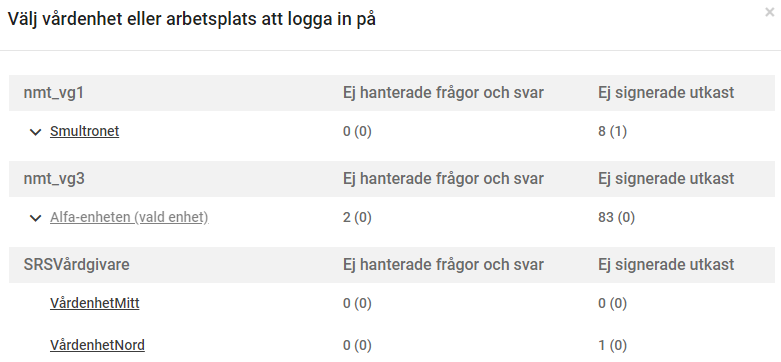 Välj vårdenhet eller arbetsplats att logga in på
nmt_vg1 Ej hanterade frågor och svar Ej signerade utkast
Smultronet 0 (0) 8 (1)
nmt_vg3 Ej hanterade frågor och svar Ej signerade utkast
Alfa-enheten (vald enhet) 2 (0) 83 (0)
SRSVårdgivare Ej hanterade frågor och svar Ej signerade utkast
VårdenhetMitt 0 (0) 0 (0)
VårdenhetNord 0 (0) 1 (0)